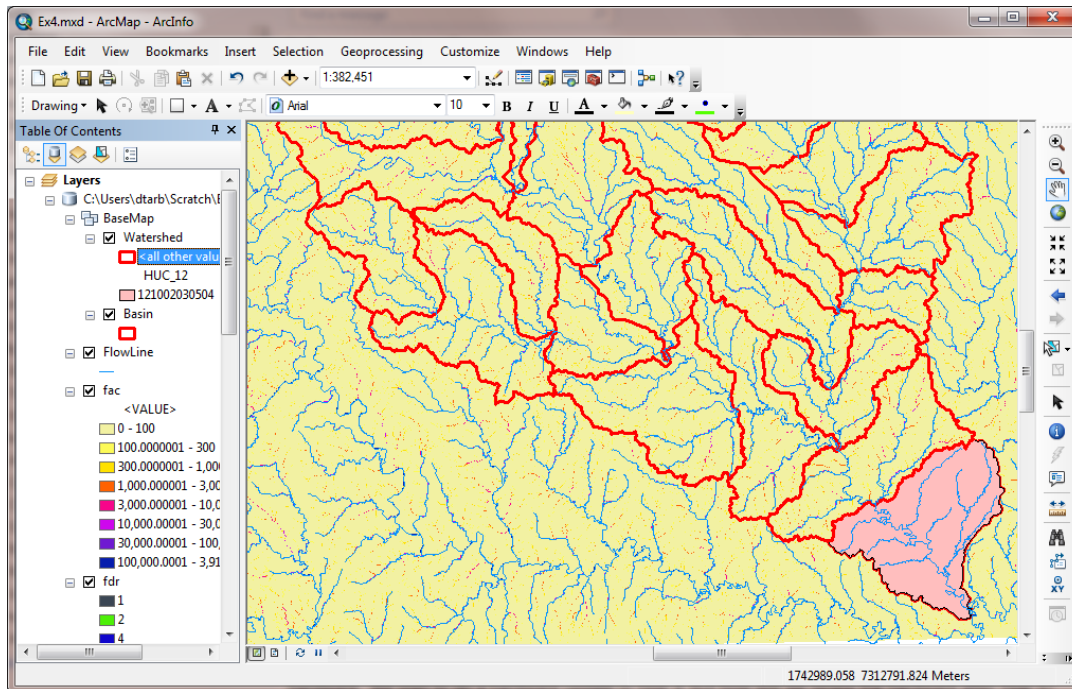 Ex4.mxd - ArcMap - ArcInfo
File Edit View Bookmarks Insert Selection Geoprocessing Customize Windows Help
1:382,451
Drawing A Arial 10 B I U A
Table Of Contents
Layers
C:\Users\dtarb\Scratch\E
BaseMap
Watershed
<all other valu
HUC_12
121002030504
Basin
FlowLine
fac
<VALUE>
0 - 100
100.0000001 - 300
300.0000001 - 1,00
1,000.000001 - 3,00
3,000.000001 - 10,0
10,000.00001 - 30,0
30,000.00001 - 100,
100,000.0001 - 3,91
fdr
1
2
4
XY
1742989.058 7312791.824 Meters